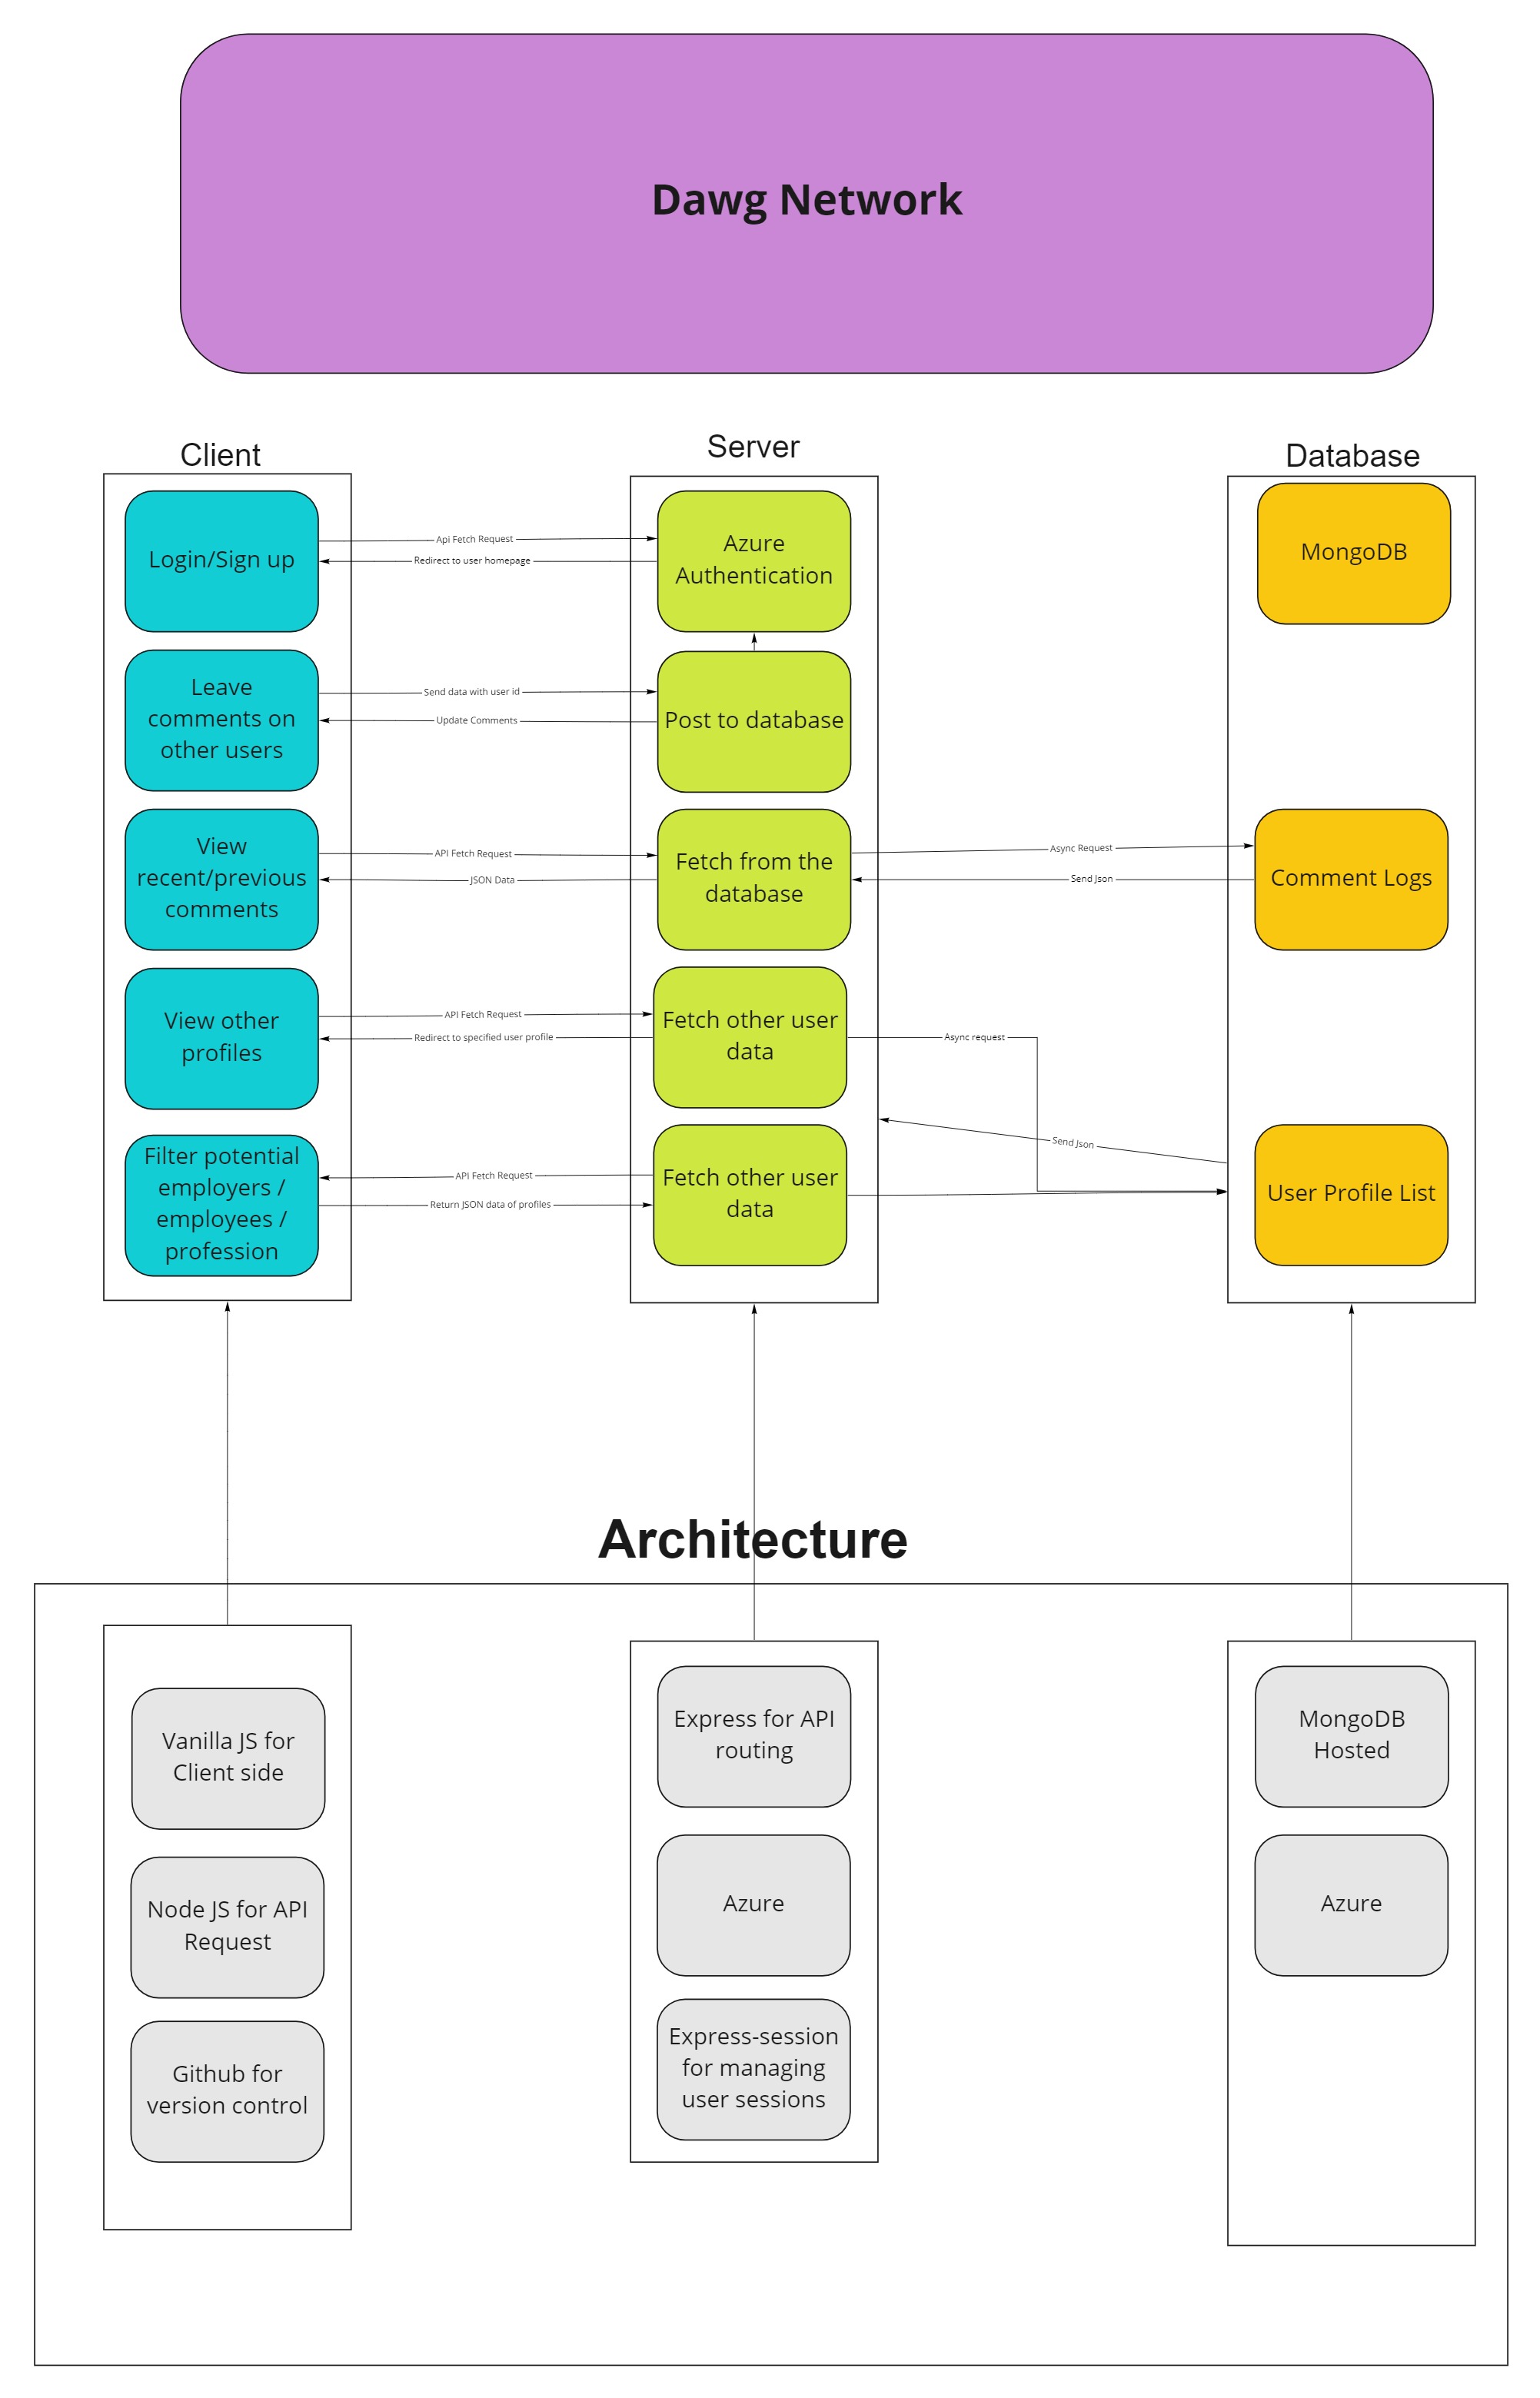 Dawg Network
Client
Server
Database
Login/Sign up
Api Fetch Request
Redirect to user homepage
Azure
Authentication
MongoDB
Leave
comments on
other users
Send data with user id
Update Comments
Post to database
View
recent/previous
comments
API Fetch Request
JSON Data
Fetch from the
database
Async Request
Send Json
Comment Logs
View other
profiles
API Fetch Request
Redirect to specified user profile
Fetch other user
data
Async request
Send Json
Filter potential
employers /
employees /
profession
API Fetch Request
Return JSON data of profiles
Fetch other user
data
User Profile List
Architecture
Vanilla JS for
Client side
Node JS for API
Request
Github for
version control
Express for API
routing
Azure
Express-session
for managing
user sessions
MongoDB
Hosted
Azure